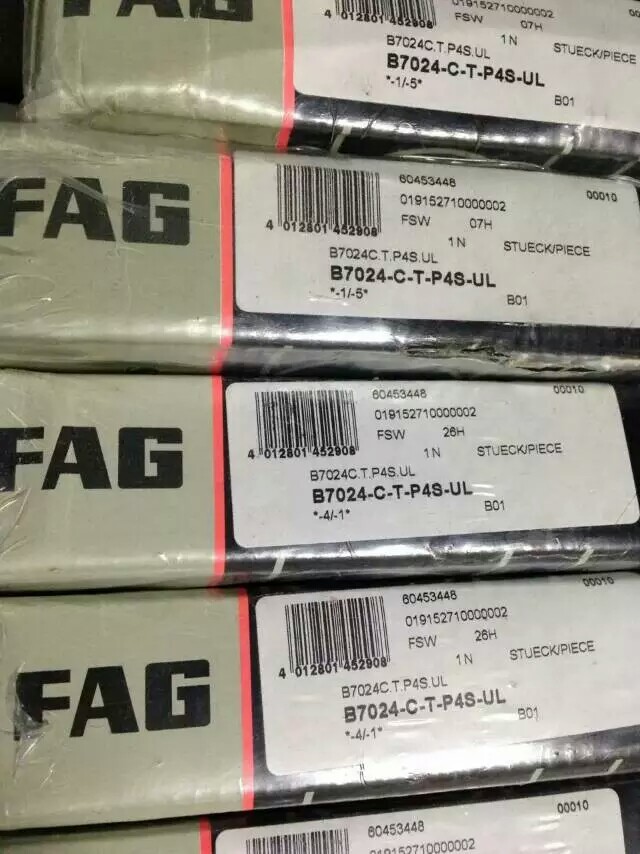 FAG
019152710000002
4 012801 452908
FSW 07H
1 N STUECK/PIECE
B7024C.T.P4S.UL
B7024-C-T-P4S-UL
*-1/-5*
B01
FAG
60453448 00010
019152710000002
4 012801 452908
FSW 07H
1 N STUECK/PIECE
B7024C.T.P4S.UL
B7024-C-T-P4S-UL
*-1/-5*
B01
FAG
60453448 00010
019152710000002
4 012801 452908
FSW 26H
1 N STUECK/PIECE
B7024C.T.P4S.UL
B7024-C-T-P4S-UL
*-4/-1*
B01
FAG
60453448 00010
019152710000002
4 012801 452908
FSW 26H
1 N STUECK/PIECE
B7024C.T.P4S.UL
B7024-C-T-P4S-UL
*-4/-1*
B01
60453448 00010
019152710000002